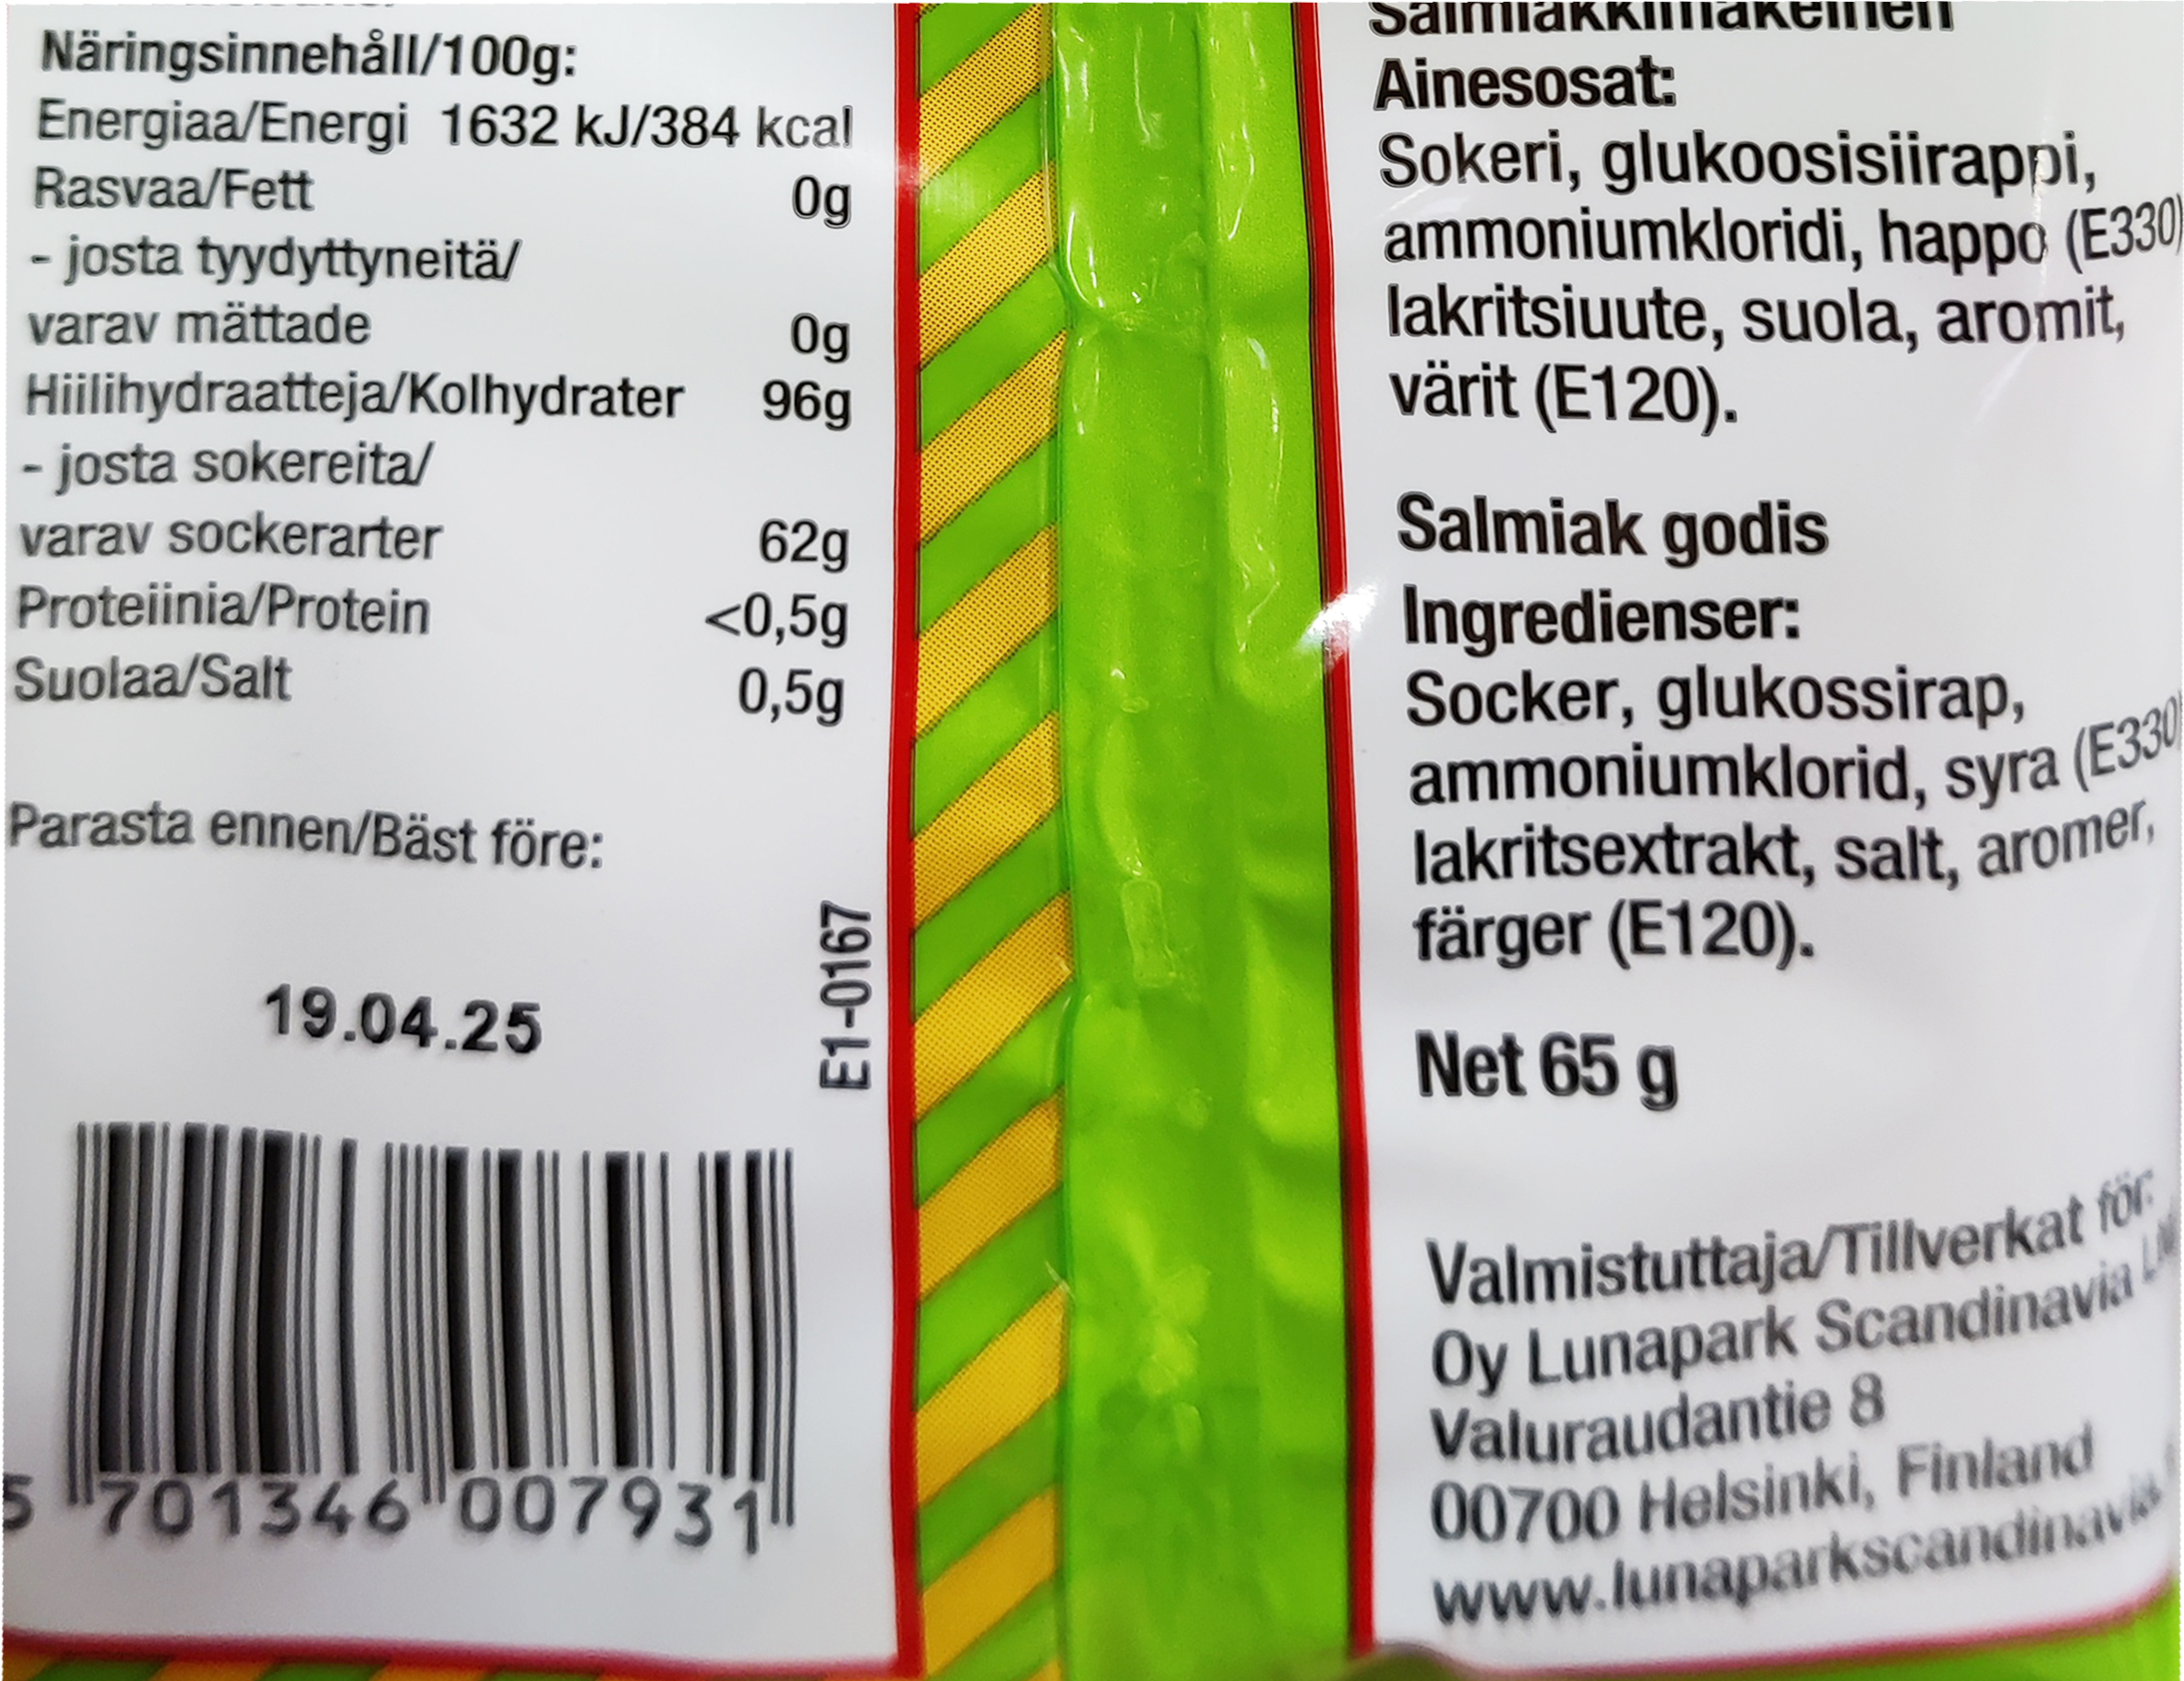 Näringsinnehåll/100g:
Energiaa/Energi 1632 kJ/384 kcal
Rasvaa/Fett 0g
- josta tyydyttyneitä/
varav mättade 0g
Hiilihydraatteja/Kolhydrater 96g
- josta sokereita/
varav sockerarter 62g
Proteiinia/Protein <0,5g
Suolaa/Salt 0,5g
Parasta ennen/Bäst före:
19.04.25
E1-0167
5 701346 007931
Salmiakkimakeinen
Ainesosat:
Sokeri, glukoosisiirappi,
ammoniumkloridi, happo (E330)
lakritsiuute, suola, aromit,
värit (E120).
Salmiak godis
Ingredienser:
Socker, glukossirap,
ammoniumklorid, syra (E330)
lakritsextrakt, salt, aromer,
färger (E120).
Net 65 g
Valmistuttaja/Tillverkat för:
Oy Lunapark Scandinavia
Valuraudantie 8
00700 Helsinki, Finland
www.lunaparkscandinavia